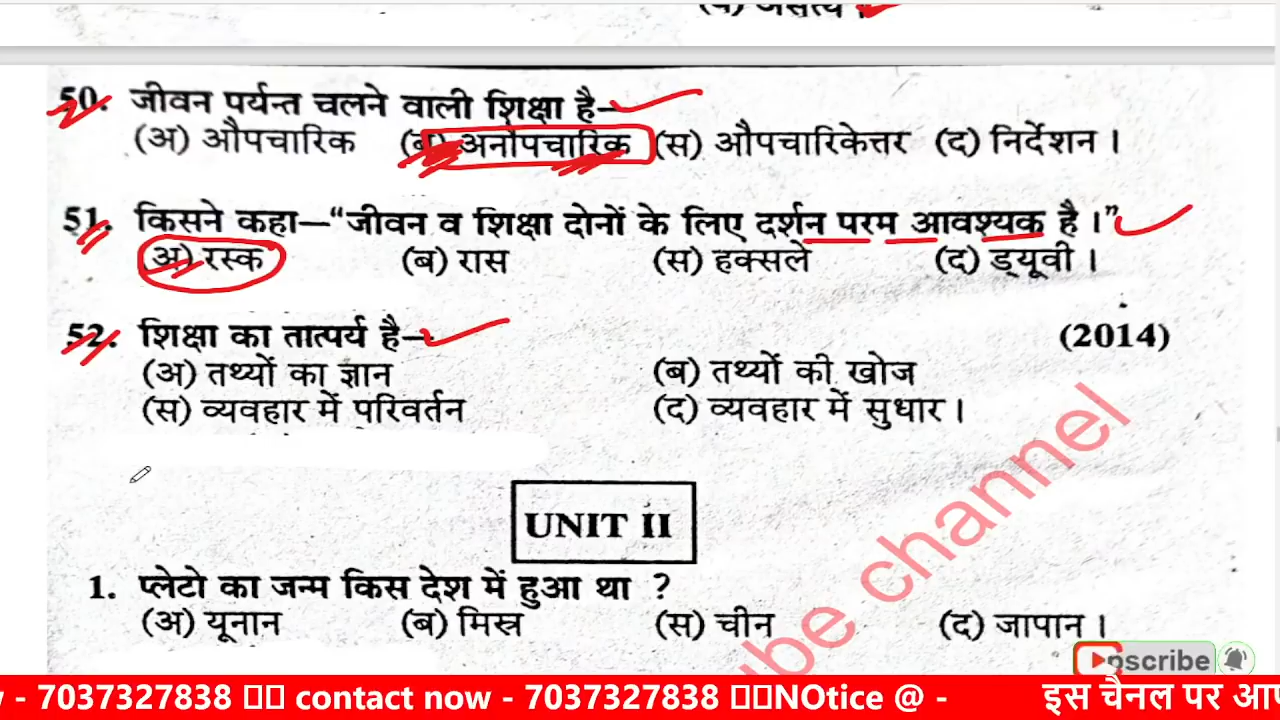 (द) असत्य ।
50. जीवन पर्यन्त चलने वाली शिक्षा है–
(अ) औपचारिक (ब) अनौपचारिक (स) औपचारिकेत्तर (द) निर्देशन ।
51. किसने कहा–“जीवन व शिक्षा दोनों के लिए दर्शन परम आवश्यक है ।”
(अ) रस्क (ब) रास (स) हक्सले (द) ड्यूवी ।
52. शिक्षा का तात्पर्य है– (2014)
(अ) तथ्यों का ज्ञान (ब) तथ्यों की खोज
(स) व्यवहार में परिवर्तन (द) व्यवहार में सुधार ।
UNIT II
1. प्लेटो का जन्म किस देश में हुआ था ?
(अ) यूनान (ब) मिस्र (स) चीन (द) जापान ।
ube channel
bscribe
- 7037327838 contact now - 7037327838 NOtice @ - इस चैनल पर